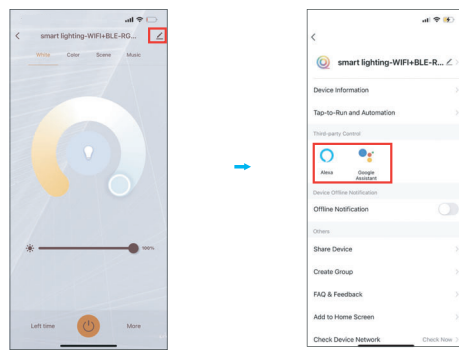 smart lighting-WIFI+BLE-RG...
White Color Scene Music
100%
Left time More
smart lighting-WIFI+BLE-R...
Device Information
Tap-to-Run and Automation
Third-party Control
Alexa Google Assistant
Device Offline Notification
Offline Notification
Others
Share Device
Create Group
FAQ & Feedback
Add to Home Screen
Check Device Network Check Now